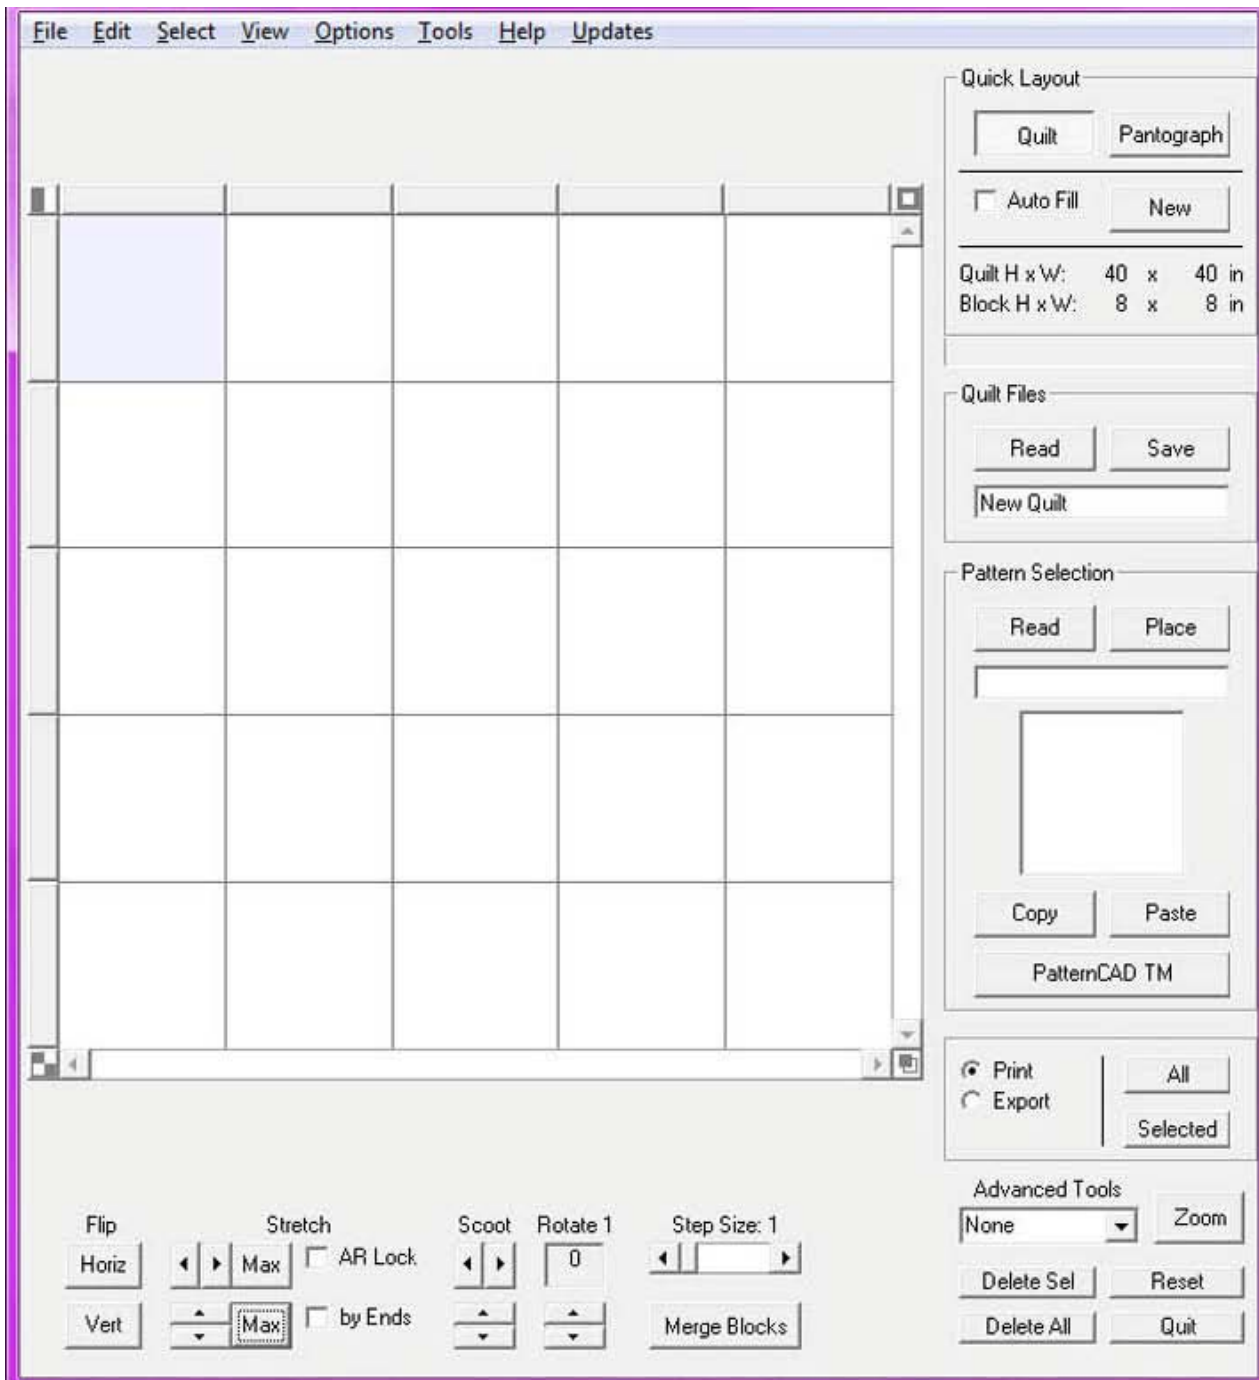 File Edit Select View Options Tools Help Updates
Quick Layout
Quilt Pantograph
Auto Fill New
Quilt H x W: 40 x 40 in
Block H x W: 8 x 8 in
Quilt Files
Read Save
New Quilt
Pattern Selection
Read Place
Copy Paste
PatternCAD TM
Print All
Export
Selected
Advanced Tools
None Zoom
Delete Sel Reset
Delete All Quit
Flip Stretch Scoot Rotate 1 Step Size: 1
Horiz Max AR Lock 0
Vert Max by Ends Merge Blocks